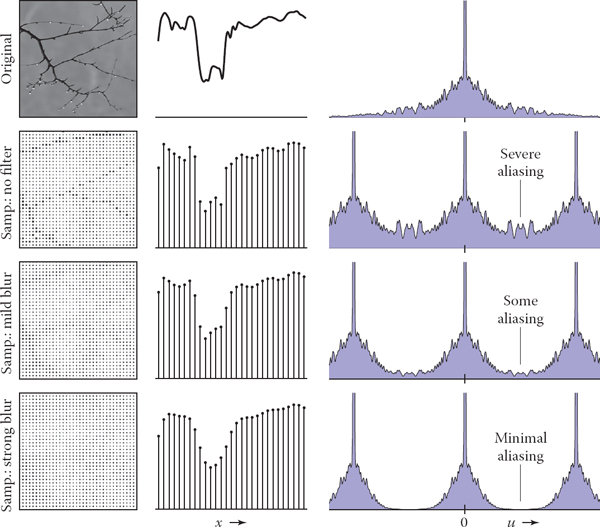 Original
Samp.: no filter
Severe
aliasing
Samp.: mild blur
Some
aliasing
Samp.: strong blur
Minimal
aliasing
x →
0
u →